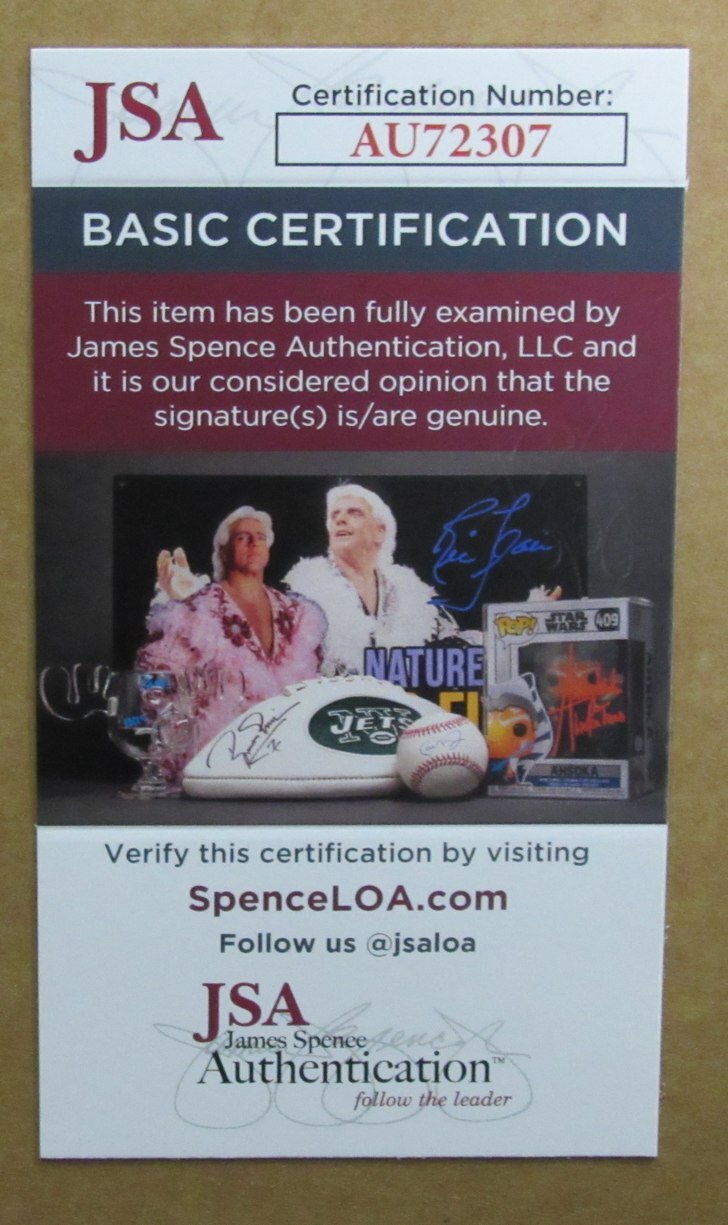 JSA
Certification Number:
AU72307
BASIC CERTIFICATION
This item has been fully examined by
James Spence Authentication, LLC and
it is our considered opinion that the
signature(s) is/are genuine.
NATURE
JETS
POP!
STAR
WARS
409
AHSOKA
Verify this certification by visiting
SpenceLOA.com
Follow us @jsaloa
JSA
James Spence
Authentication™
follow the leader